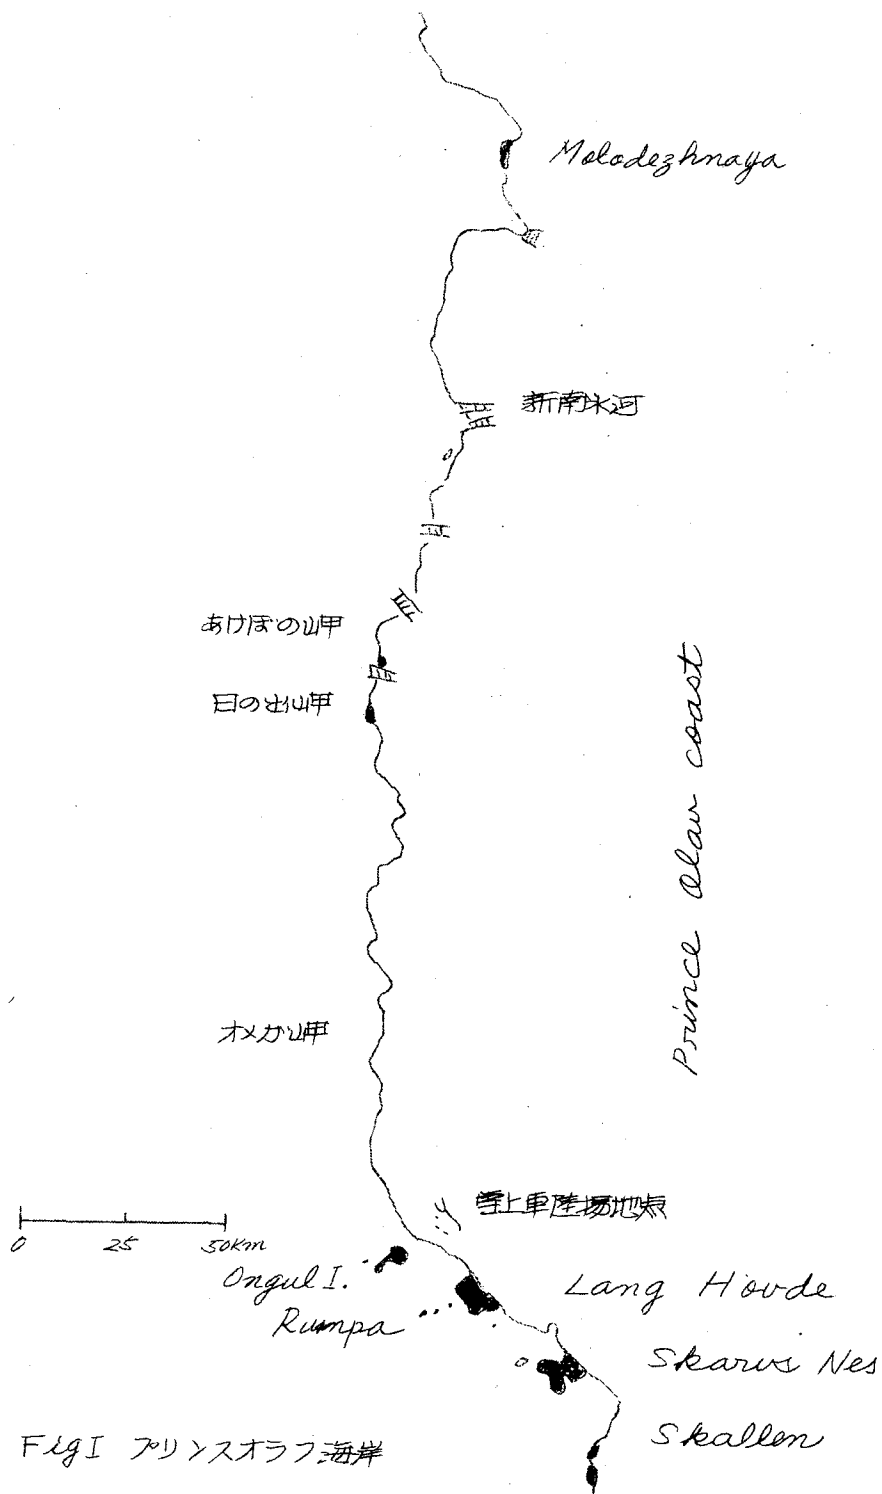 Molodezhnaya
新南氷河
あけぼの岬
日の出岬
Prince Olav coast
オメガ岬
雪上車陸揚地点
0 25 50Km
Ongul I.
Lang Hovde
Rumpa
Skarvs Nes
Skallen
Fig I プリンスオラフ海岸